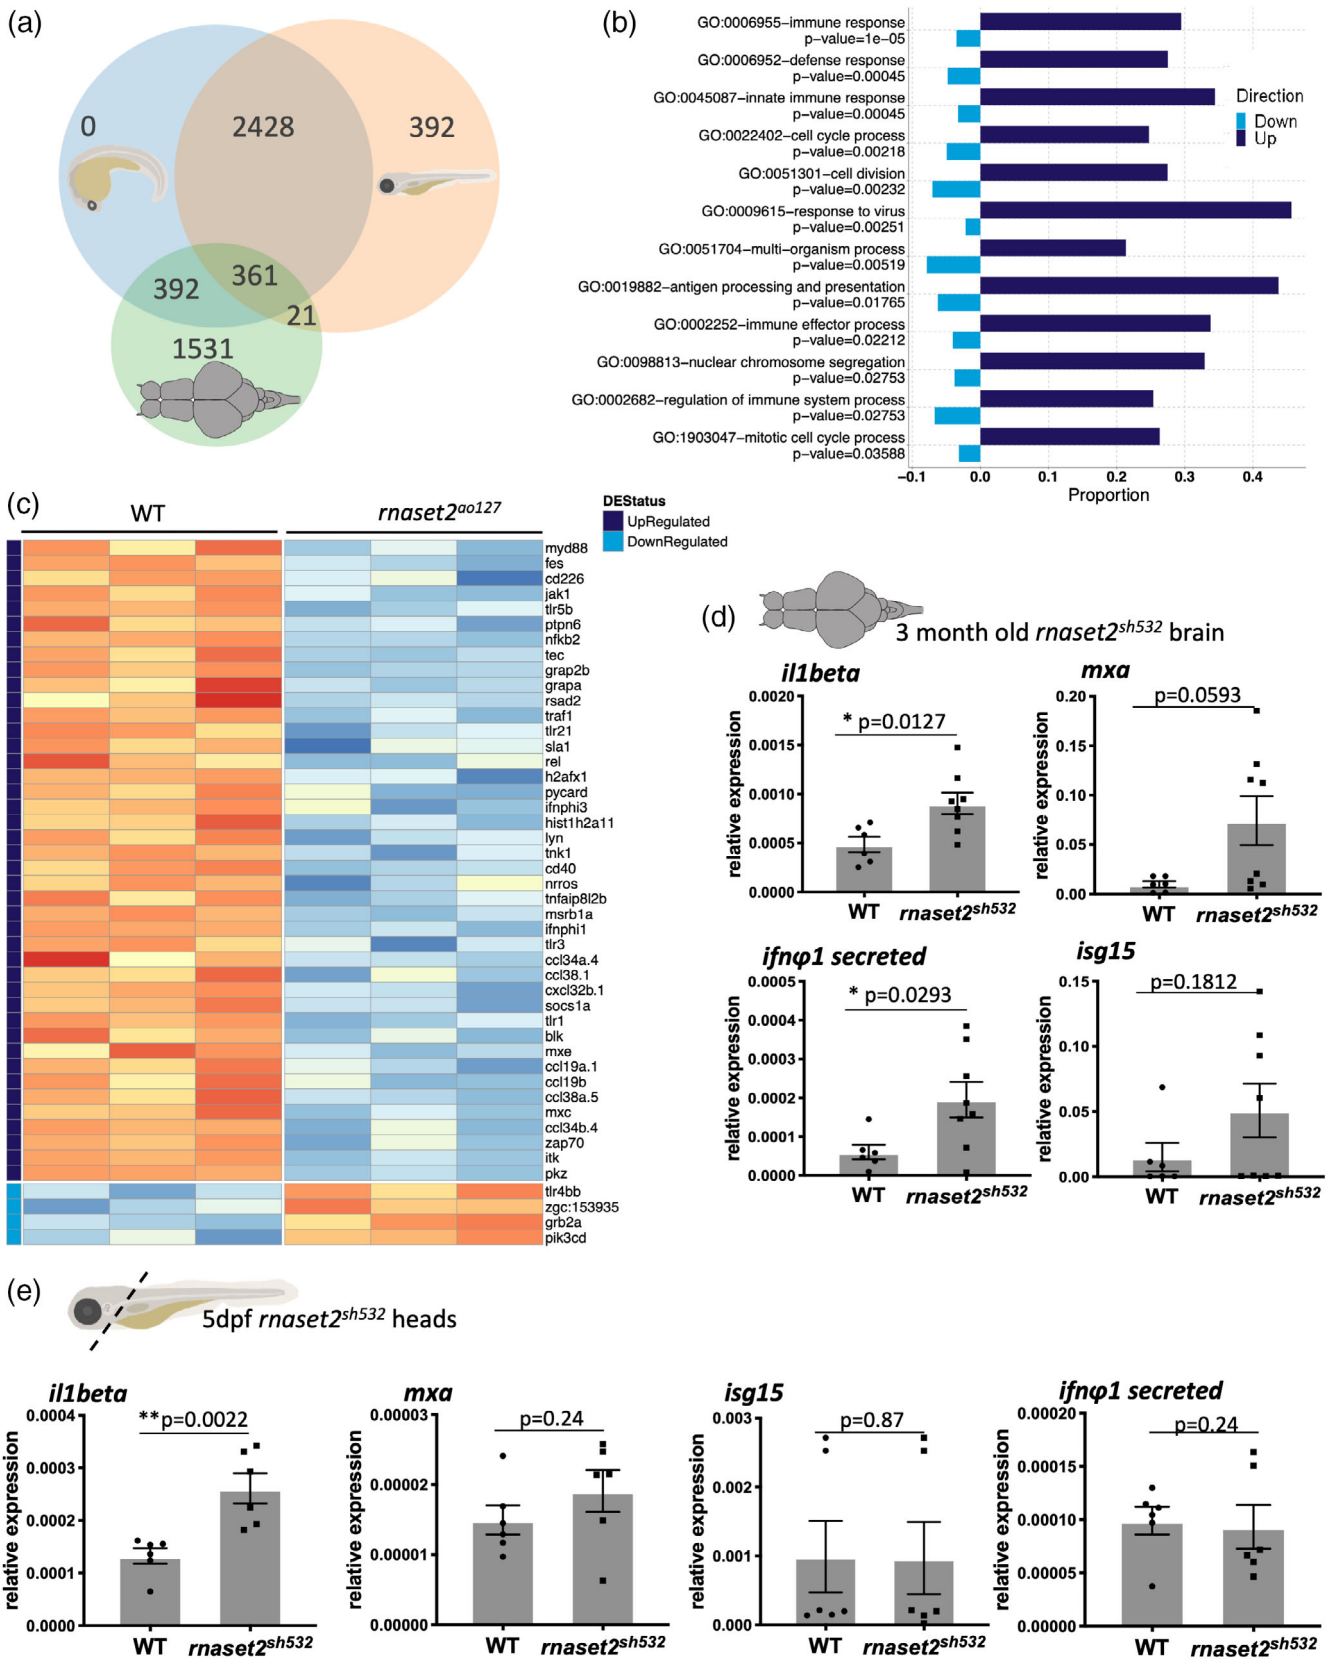 (a)
0
2428
392
361
392
21
1531
(b)
GO:0006955−immune response
p−value=1e−05
GO:0006952−defense response
p−value=0.00045
GO:0045087−innate immune response
p−value=0.00045
GO:0022402−cell cycle process
p−value=0.00218
GO:0051301−cell division
p−value=0.00232
GO:0009615−response to virus
p−value=0.00251
GO:0051704−multi−organism process
p−value=0.00519
GO:0019882−antigen processing and presentation
p−value=0.01765
GO:0002252−immune effector process
p−value=0.02212
GO:0098813−nuclear chromosome segregation
p−value=0.02753
GO:0002682−regulation of immune system process
p−value=0.02753
GO:1903047−mitotic cell cycle process
p−value=0.03588
−0.1 0.0 0.1 0.2 0.3 0.4
Proportion
Direction
Down
Up
(c)
WT rnaset2ao127
DEStatus
UpRegulated
DownRegulated
myd88
fes
cd226
jak1
tlr5b
ptpn6
nfkb2
tec
grap2b
grapa
rsad2
traf1
tlr21
sla1
rel
h2afx1
pycard
ifnphi3
hist1h2a11
lyn
tnk1
cd40
nrros
tnfaip8l2b
msrb1a
ifnphi1
tlr3
ccl34a.4
ccl38.1
cxcl32b.1
socs1a
tlr1
blk
mxe
ccl19a.1
ccl19b
ccl38a.5
mxc
ccl34b.4
zap70
itk
pkz
tlr4bb
zgc:153935
grb2a
pik3cd
(d)
3 month old rnaset2sh532 brain
il1beta
relative expression
0.0020
0.0015
0.0010
0.0005
0.0000
* p=0.0127
WT rnaset2sh532
mxa
relative expression
0.20
0.15
0.10
0.05
0.00
p=0.0593
WT rnaset2sh532
ifnφ1 secreted
relative expression
0.0005
0.0004
0.0003
0.0002
0.0001
0.0000
* p=0.0293
WT rnaset2sh532
isg15
relative expression
0.15
0.10
0.05
0.00
p=0.1812
WT rnaset2sh532
(e)
5dpf rnaset2sh532 heads
il1beta
relative expression
0.0004
0.0003
0.0002
0.0001
0.0000
**p=0.0022
WT rnaset2sh532
mxa
relative expression
0.00003
0.00002
0.00001
0.00000
p=0.24
WT rnaset2sh532
isg15
relative expression
0.003
0.002
0.001
0.000
p=0.87
WT rnaset2sh532
ifnφ1 secreted
relative expression
0.00020
0.00015
0.00010
0.00005
0.00000
p=0.24
WT rnaset2sh532